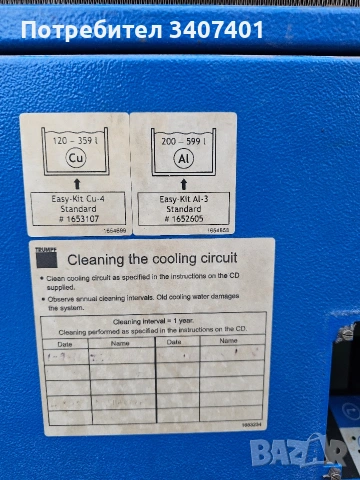 Потребител 3407401
120 – 359 l
Cu
Easy-Kit Cu-4
Standard
# 1653107
1654699
200 – 599 l
Al
Easy-Kit Al-3
Standard
# 1652605
TRUMPF
Cleaning the cooling circuit
• Clean cooling circuit as specified in the instructions on the CD
supplied.
• Observe annual cleaning intervals. Old cooling water damages
the system.
Cleaning interval = 1 year.
Cleaning performed as specified in the instructions on the CD.
Date Name Date Name
BAZAR
bazar.bg